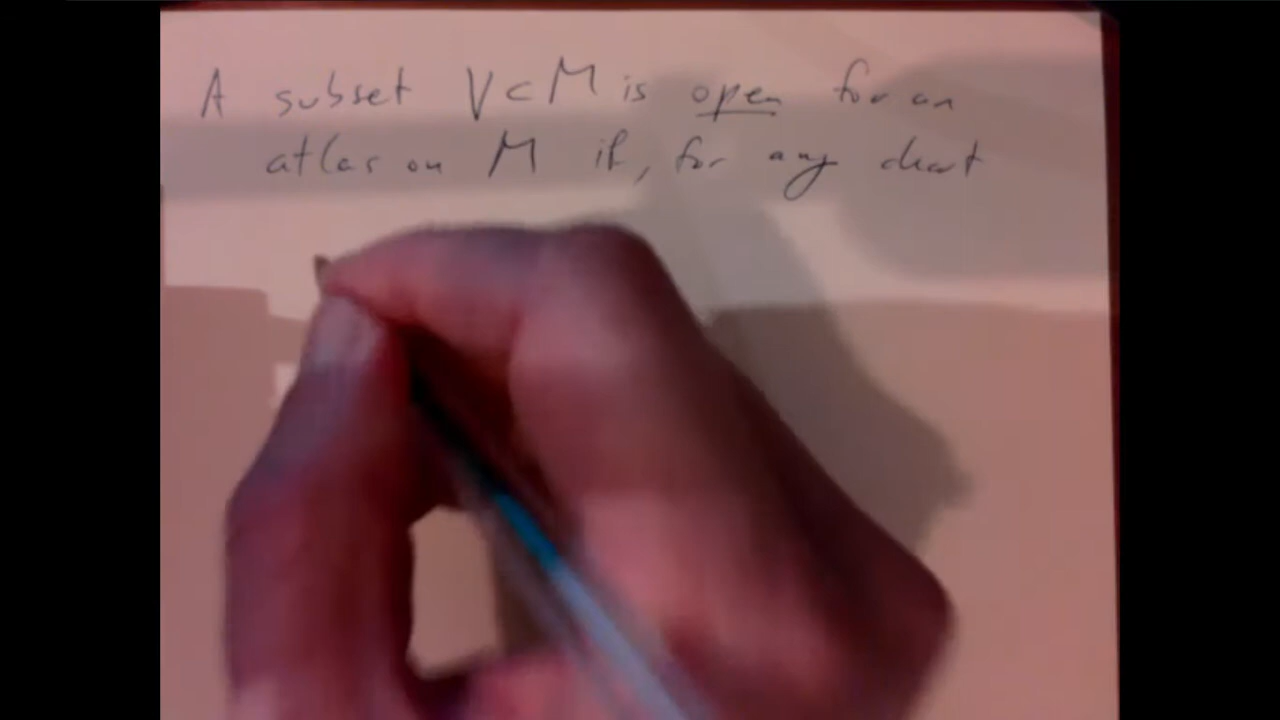 A subset V ⊂ M is open for an
atlas on M if, for any chart